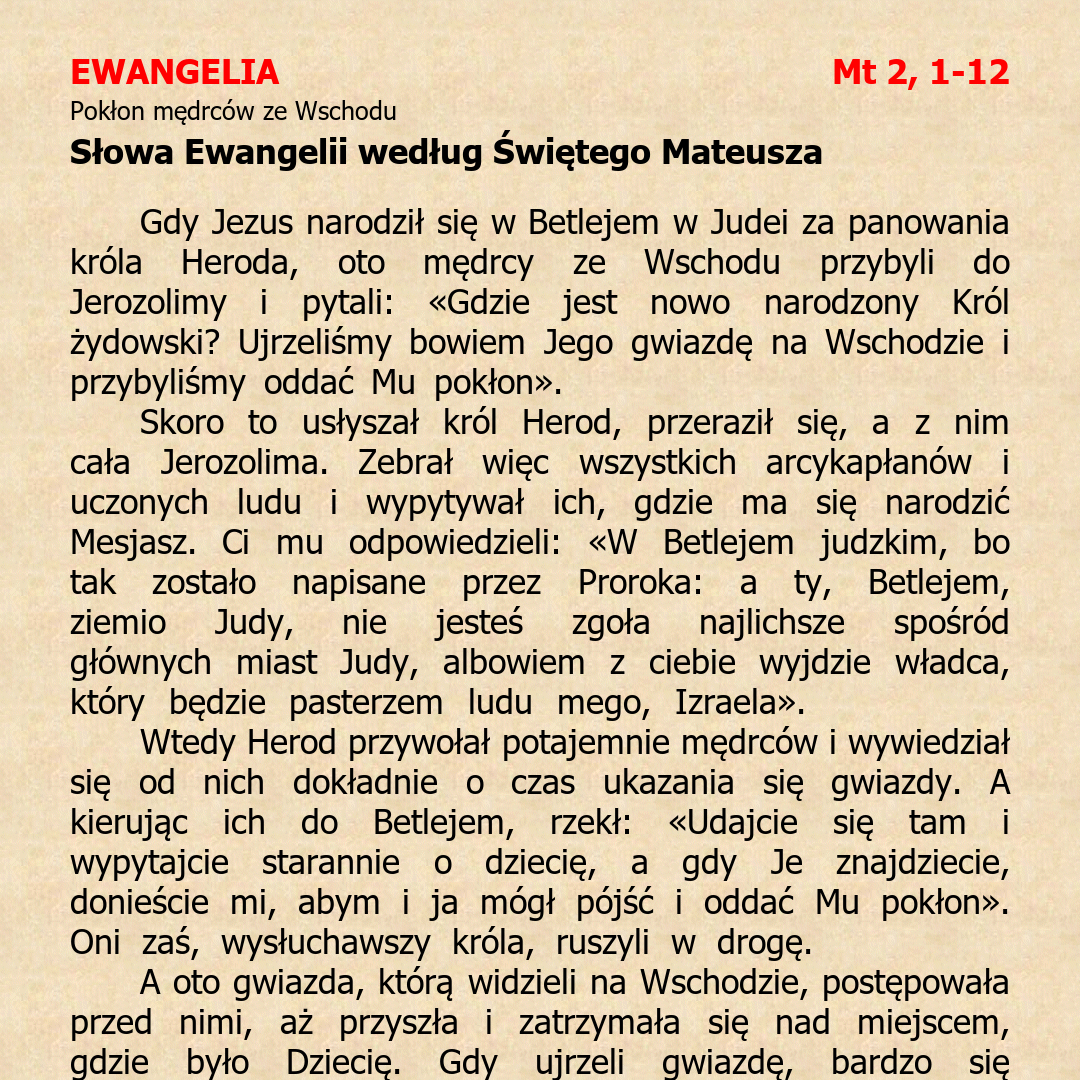 EWANGELIA Mt 2, 1-12
Pokłon mędrców ze Wschodu
Słowa Ewangelii według Świętego Mateusza
Gdy Jezus narodził się w Betlejem w Judei za panowania
króla Heroda, oto mędrcy ze Wschodu przybyli do
Jerozolimy i pytali: «Gdzie jest nowo narodzony Król
żydowski? Ujrzeliśmy bowiem Jego gwiazdę na Wschodzie i
przybyliśmy oddać Mu pokłon».
Skoro to usłyszał król Herod, przeraził się, a z nim
cała Jerozolima. Zebrał więc wszystkich arcykapłanów i
uczonych ludu i wypytywał ich, gdzie ma się narodzić
Mesjasz. Ci mu odpowiedzieli: «W Betlejem judzkim, bo
tak zostało napisane przez Proroka: a ty, Betlejem,
ziemio Judy, nie jesteś zgoła najlichsze spośród
głównych miast Judy, albowiem z ciebie wyjdzie władca,
który będzie pasterzem ludu mego, Izraela».
Wtedy Herod przywołał potajemnie mędrców i wywiedział
się od nich dokładnie o czas ukazania się gwiazdy. A
kierując ich do Betlejem, rzekł: «Udajcie się tam i
wypytajcie starannie o dziecię, a gdy Je znajdziecie,
donieście mi, abym i ja mógł pójść i oddać Mu pokłon».
Oni zaś, wysłuchawszy króla, ruszyli w drogę.
A oto gwiazda, którą widzieli na Wschodzie, postępowała
przed nimi, aż przyszła i zatrzymała się nad miejscem,
gdzie było Dziecię. Gdy ujrzeli gwiazdę, bardzo się